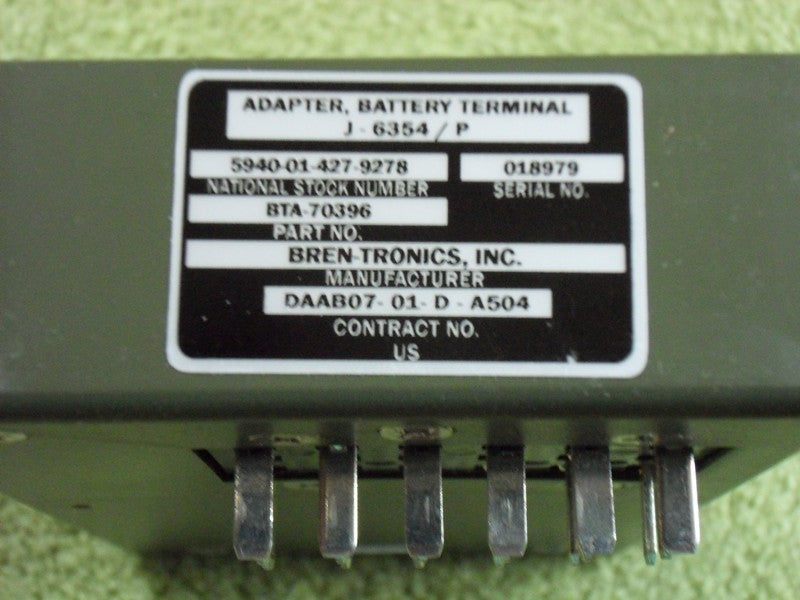 ADAPTER, BATTERY TERMINAL
J - 6354 / P
5940-01-427-9278 018979
NATIONAL STOCK NUMBER SERIAL NO.
BTA-70396
PART NO.
BREN-TRONICS, INC.
MANUFACTURER
DAAB07- 01- D - A504
CONTRACT NO.
US